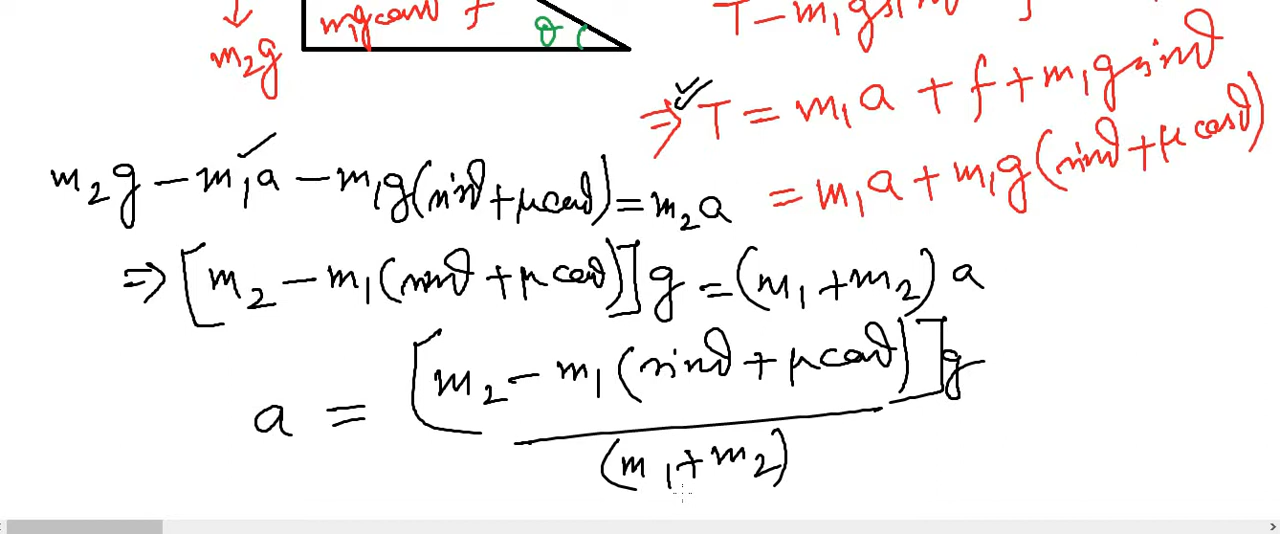 m₁g cosθ f
T - m₁g sinθ
m₂g
θ
⇒ T = m₁a + f + m₁g sinθ
= m₁a + m₁g(sinθ + μ cosθ)
m₂g - m₁a - m₁g(sinθ + μ cosθ) = m₂a
⇒ [m₂ - m₁(sinθ + μ cosθ)]g = (m₁ + m₂) a
a = [m₂ - m₁(sinθ + μ cosθ)]g
(m₁ + m₂)